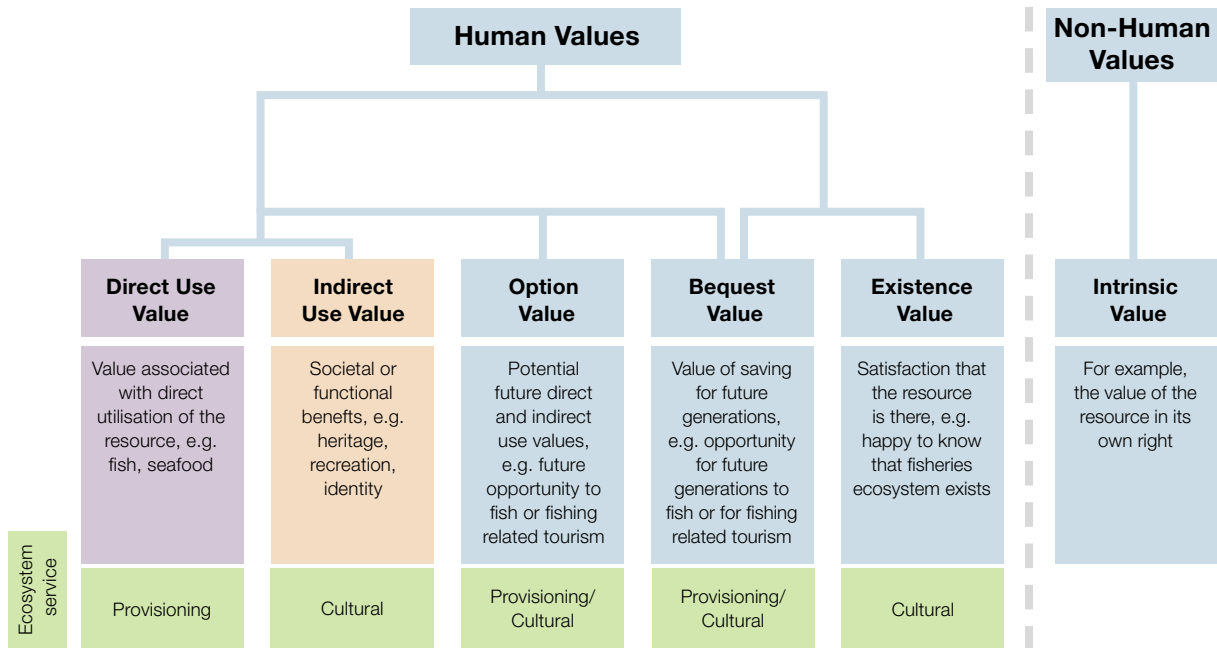 Human Values
Non-Human
Values
Direct Use
Value
Indirect
Use Value
Option
Value
Bequest
Value
Existence
Value
Intrinsic
Value
Value associated
with direct
utilisation of the
resource, e.g.
fish, seafood
Societal or
functional
benefts, e.g.
heritage,
recreation,
identity
Potential
future direct
and indirect
use values,
e.g. future
opportunity to
fish or fishing
related tourism
Value of saving
for future
generations,
e.g. opportunity
for future
generations to
fish or for fishing
related tourism
Satisfaction that
the resource
is there, e.g.
happy to know
that fisheries
ecosystem exists
For example,
the value of the
resource in its
own right
Ecosystem
service
Provisioning
Cultural
Provisioning/
Cultural
Provisioning/
Cultural
Cultural